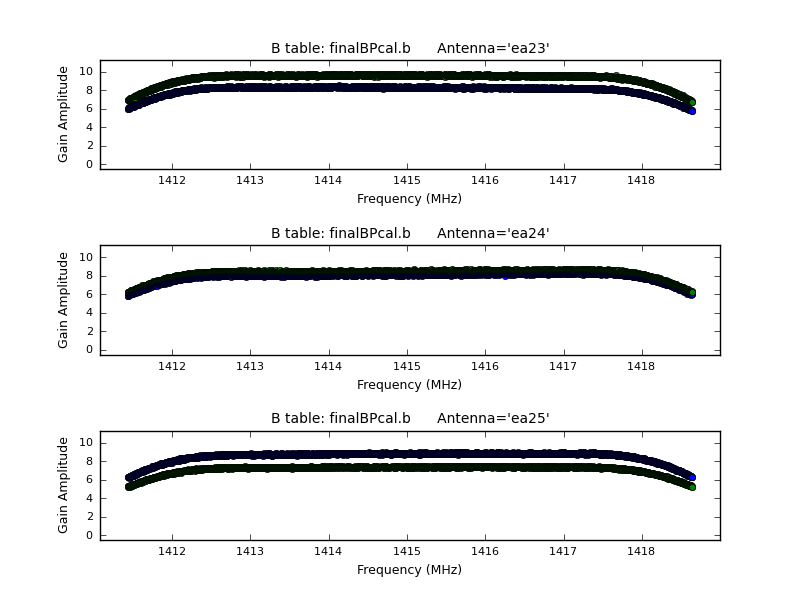 B table: finalBPcal.b Antenna='ea23'
10
8
6
4
2
0
Gain Amplitude
1412 1413 1414 1415 1416 1417 1418
Frequency (MHz)
B table: finalBPcal.b Antenna='ea24'
10
8
6
4
2
0
Gain Amplitude
1412 1413 1414 1415 1416 1417 1418
Frequency (MHz)
B table: finalBPcal.b Antenna='ea25'
10
8
6
4
2
0
Gain Amplitude
1412 1413 1414 1415 1416 1417 1418
Frequency (MHz)